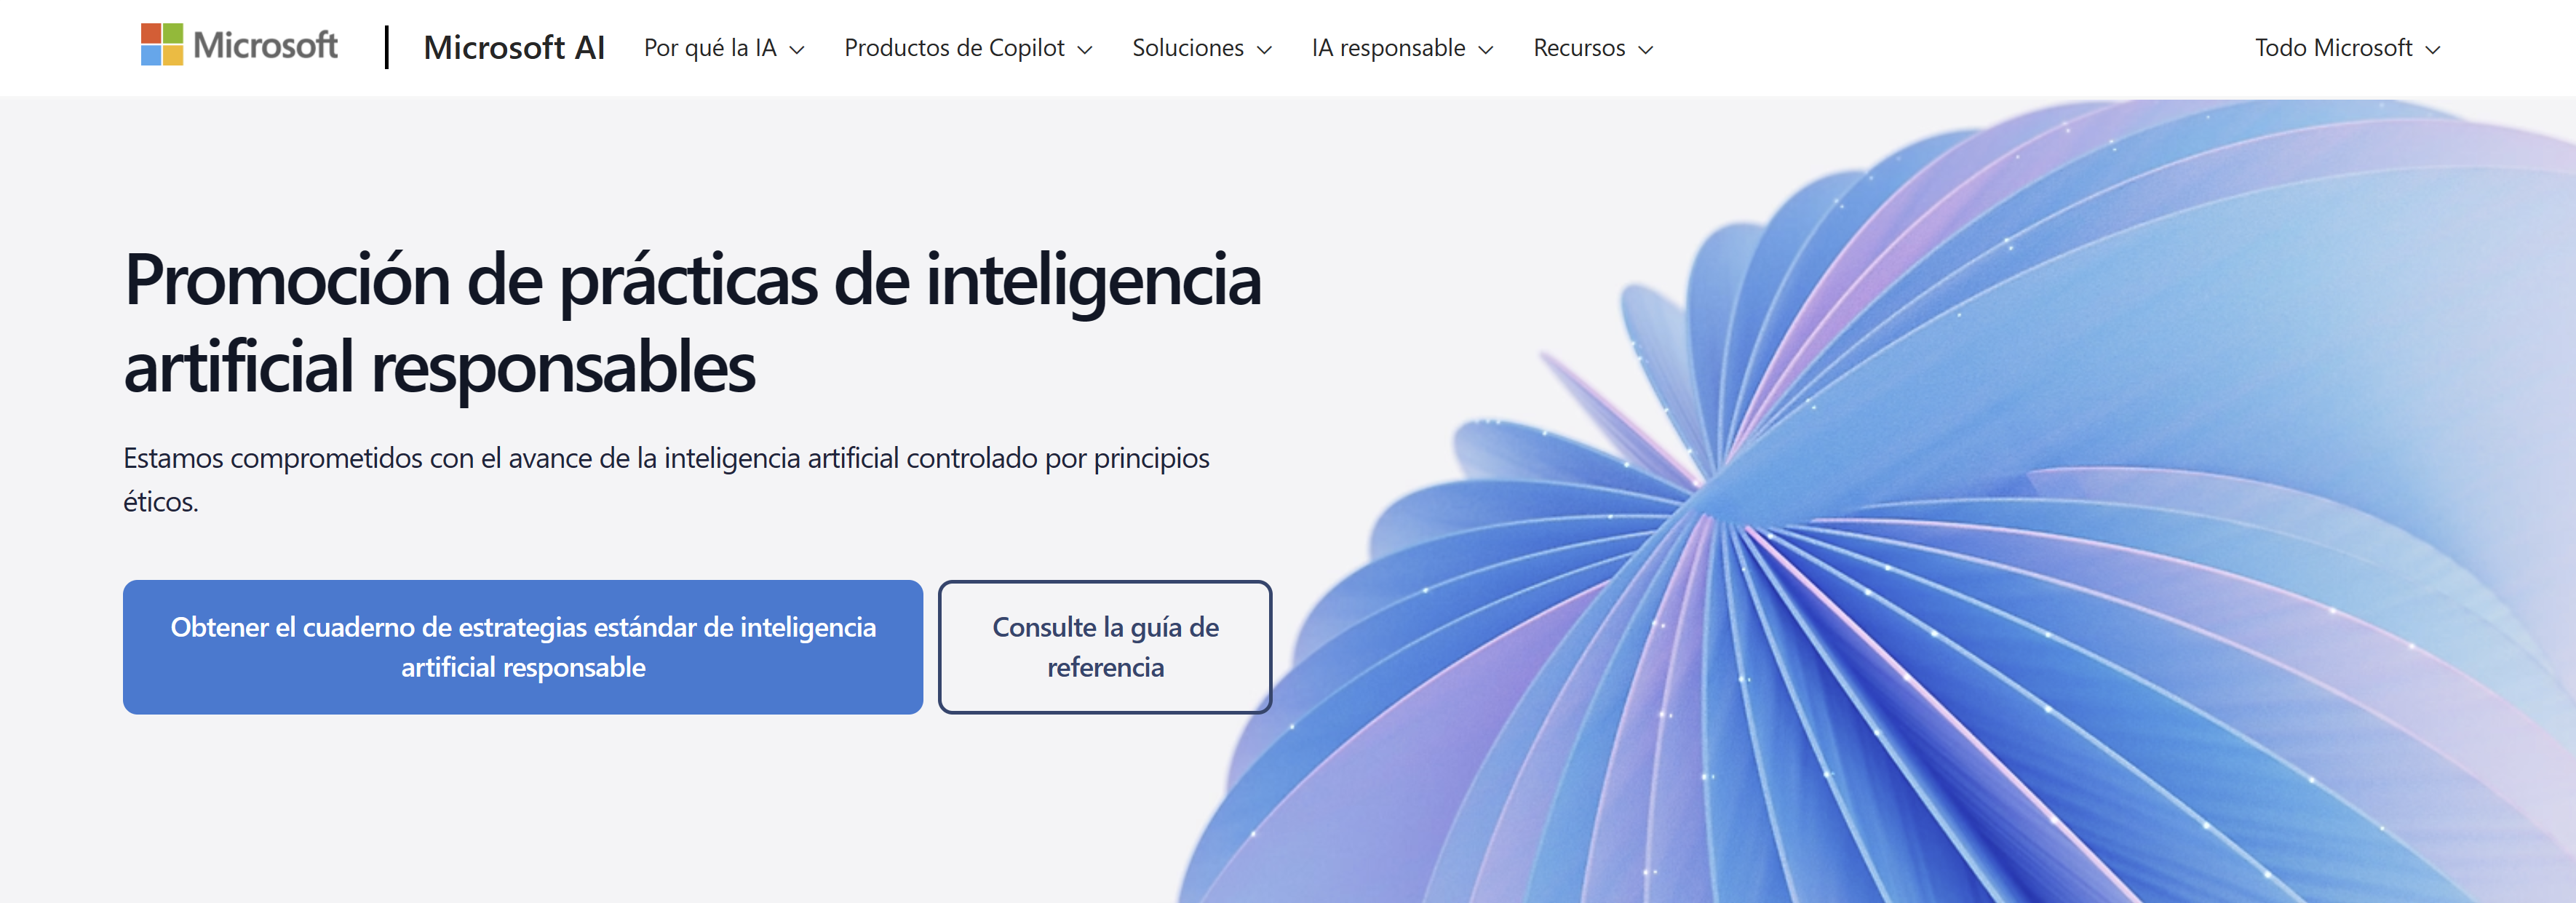 Microsoft
Microsoft AI
Por qué la IA
Productos de Copilot
Soluciones
IA responsable
Recursos
Todo Microsoft
Promoción de prácticas de inteligencia
artificial responsables
Estamos comprometidos con el avance de la inteligencia artificial controlado por principios
éticos.
Obtener el cuaderno de estrategias estándar de inteligencia
artificial responsable
Consulte la guía de
referencia